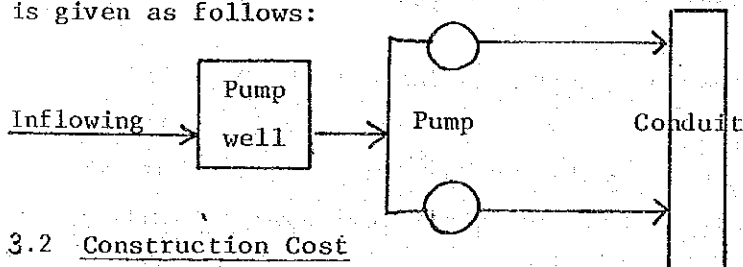 is given as follows:
Pump
well
Inflowing
Pump
Conduit
3.2 Construction Cost